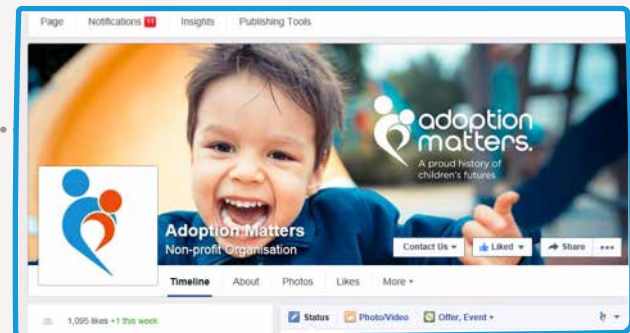 Page Notifications 11 Insights Publishing Tools
adoption
matters.
A proud history of
children's futures
Adoption Matters
Non-profit Organisation
Contact Us Liked Share
Timeline About Photos Likes More
1,095 likes +1 this week
Status Photo/Video Offer, Event +